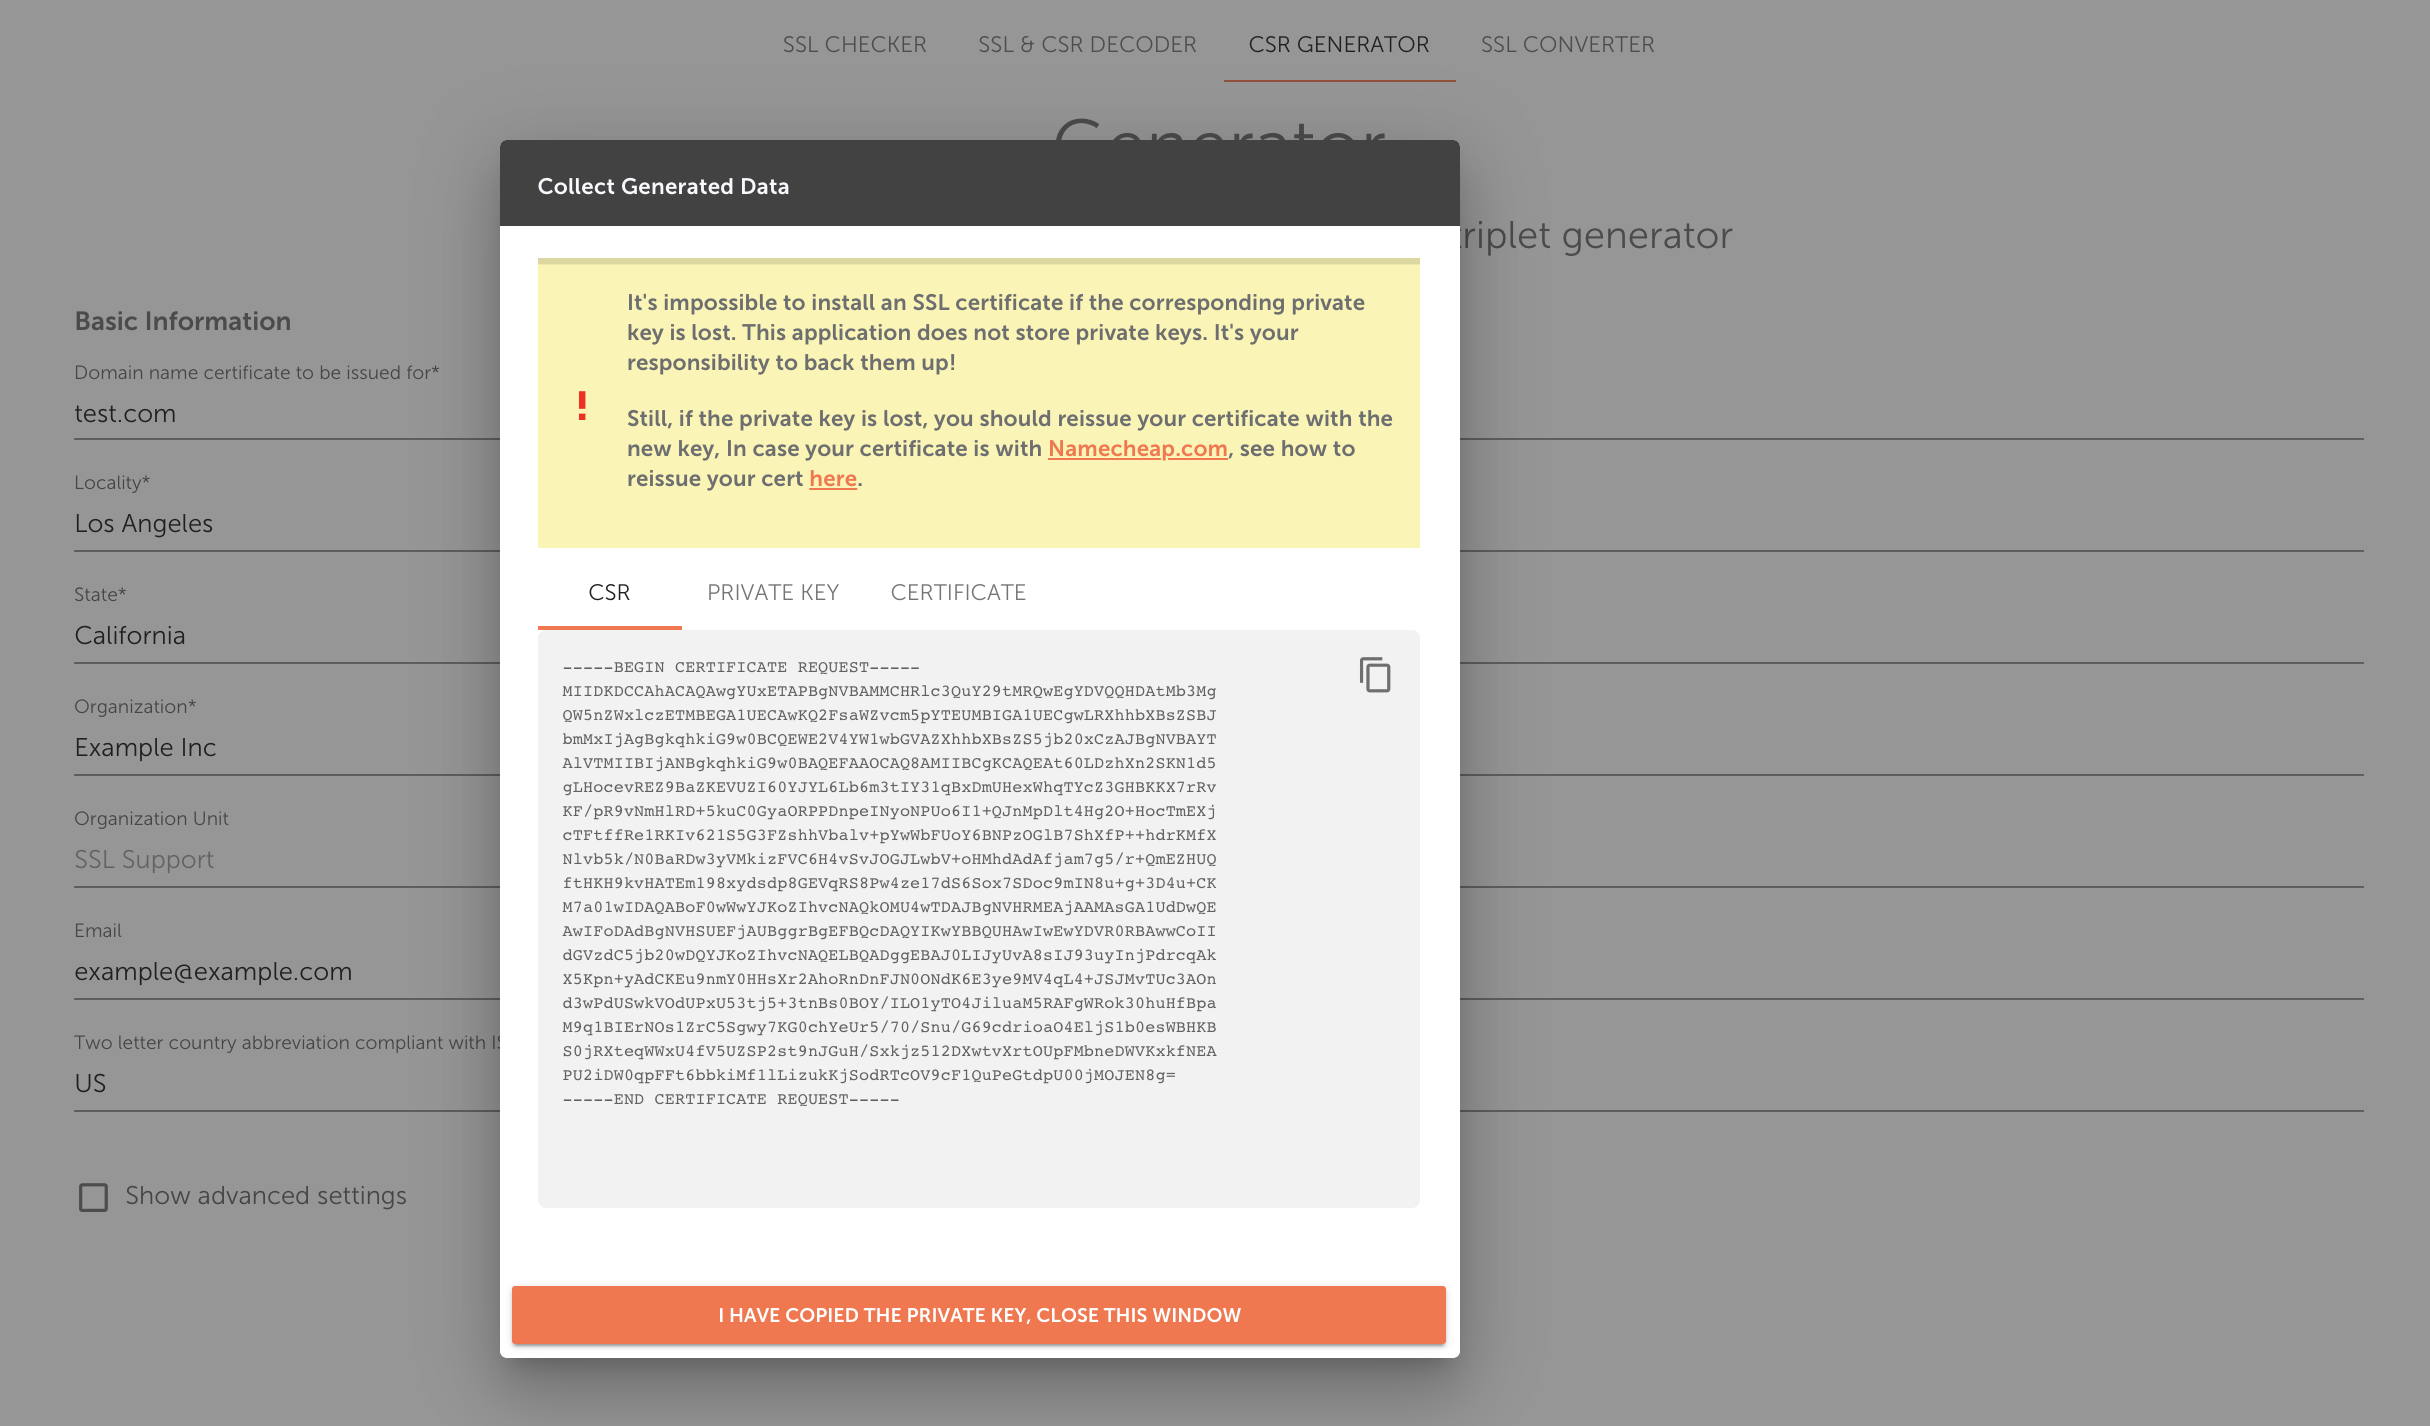 SSL CHECKER SSL & CSR DECODER CSR GENERATOR SSL CONVERTER
Generator
triplet generator
Basic Information
Domain name certificate to be issued for*
test.com
Locality*
Los Angeles
State*
California
Organization*
Example Inc
Organization Unit
SSL Support
Email
example@example.com
Two letter country abbreviation compliant with IS
US
Show advanced settings
Collect Generated Data
It's impossible to install an SSL certificate if the corresponding private
key is lost. This application does not store private keys. It's your
responsibility to back them up!
!
Still, if the private key is lost, you should reissue your certificate with the
new key, In case your certificate is with Namecheap.com, see how to
reissue your cert here.
CSR PRIVATE KEY CERTIFICATE
-----BEGIN CERTIFICATE REQUEST-----
MIIDKDCCAhACAQAwgYUxETAPBgNVBAMMCHRlc3QuY29tMRQwEgYDVQQHDAtMb3Mg
QW5nZWxlczETMBEGA1UECAwKQ2FsaWZvcm5pYTEUMBIGA1UECgwLRXhhbXBsZSBJ
bmMxIjAgBgkqhkiG9w0BCQEWE2V4YW1wbGVAZXhhbXBsZS5jb20xCzAJBgNVBAYT
AlVTMIIBIjANBgkqhkiG9w0BAQEFAAOCAQ8AMIIBCgKCAQEAt60LDzhXn2SKN1d5
gLHocevREZ9BaZKEVUZI60YJYL6Lb6m3tIY31qBxDmUHexWhqTYcZ3GHBKKX7rRv
KF/pR9vNmHlRD+5kuC0GyaORPPDnpeINyoNPUo6I1+QJnMpDlt4Hg2O+HocTmEXj
cTFtffRe1RKIv621S5G3FZshhVbalv+pYwWbFUoY6BNPzOGlB7ShXfP++hdrKMfX
Nlvb5k/N0BaRDw3yVMkizFVC6H4vSvJOGJLwbV+oHMhdAdAfjam7g5/r+QmEZHUQ
ftHKH9kvHATEm198xydsdp8GEVqRS8Pw4ze17dS6Sox7SDoc9mIN8u+g+3D4u+CK
M7a01wIDAQABoF0wWwYJKoZIhvcNAQkOMU4wTDAJBgNVHRMEAjAAMAsGA1UdDwQE
AwIFoDAdBgNVHSUEFjAUBggrBgEFBQcDAQYIKwYBBQUHAwIwEwYDVR0RBAwwCoII
dGVzdC5jb20wDQYJKoZIhvcNAQELBQADggEBAJ0LIJyUvA8sIJ93uyInjPdrcqAk
X5Kpn+yAdCKEu9nmY0HHsXr2AhoRnDnFJN0ONdK6E3ye9MV4qL4+JSJMvTUc3AOn
d3wPdUSwkVOdUPxU53tj5+3tnBs0BOY/ILO1yTO4JiluaM5RAFgWRok30huHfBpa
M9q1BIErNOs1ZrC5Sgwy7KG0chYeUr5/70/Snu/G69cdrioaO4EljS1b0esWBHKB
S0jRXteqWWxU4fV5UZSP2st9nJGuH/Sxkjz512DXwtvXrtOUpFMbneDWVKxkfNEA
PU2iDW0qpFFt6bbkiMf1lLizukKjSodRTcOV9cF1QuPeGtdpU00jMOJEN8g=
-----END CERTIFICATE REQUEST-----
I HAVE COPIED THE PRIVATE KEY, CLOSE THIS WINDOW